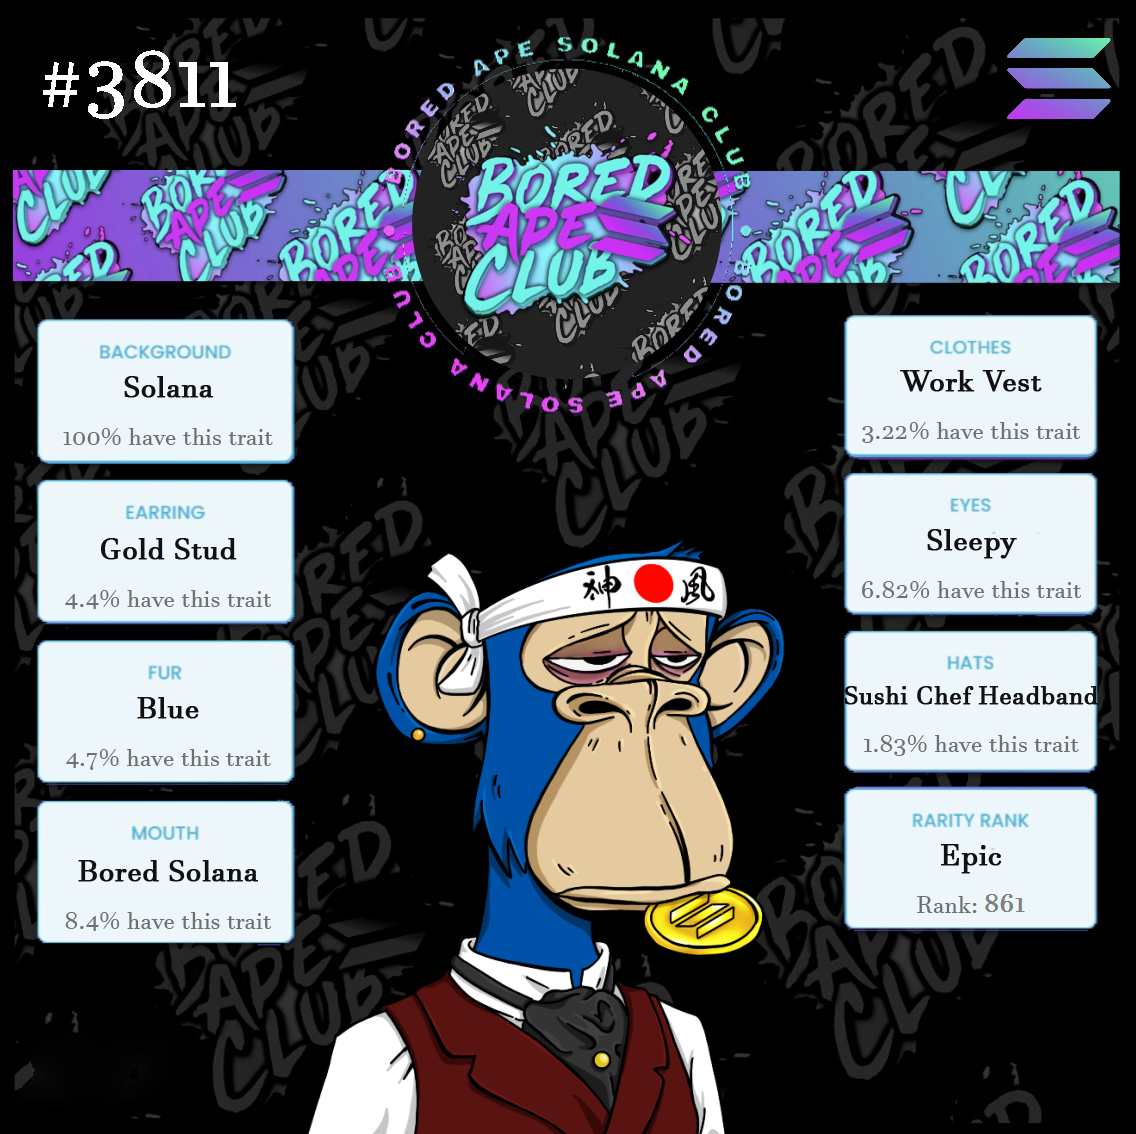 #3811
BORED APE SOLANA CLUB
BORED APE SOLANA CLUB
BORED
APE
CLUB
BACKGROUND
Solana
100% have this trait
EARRING
Gold Stud
4.4% have this trait
FUR
Blue
4.7% have this trait
MOUTH
Bored Solana
8.4% have this trait
CLOTHES
Work Vest
3.22% have this trait
EYES
Sleepy
6.82% have this trait
HATS
Sushi Chef Headband
1.83% have this trait
RARITY RANK
Epic
Rank: 861
神 風